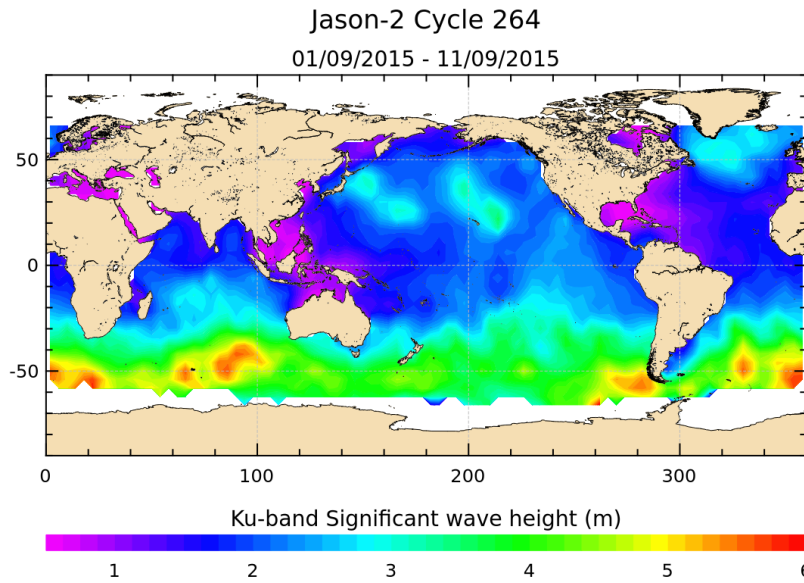 Jason-2 Cycle 264
01/09/2015 - 11/09/2015
50
0
-50
0 100 200 300
Ku-band Significant wave height (m)
1 2 3 4 5 6